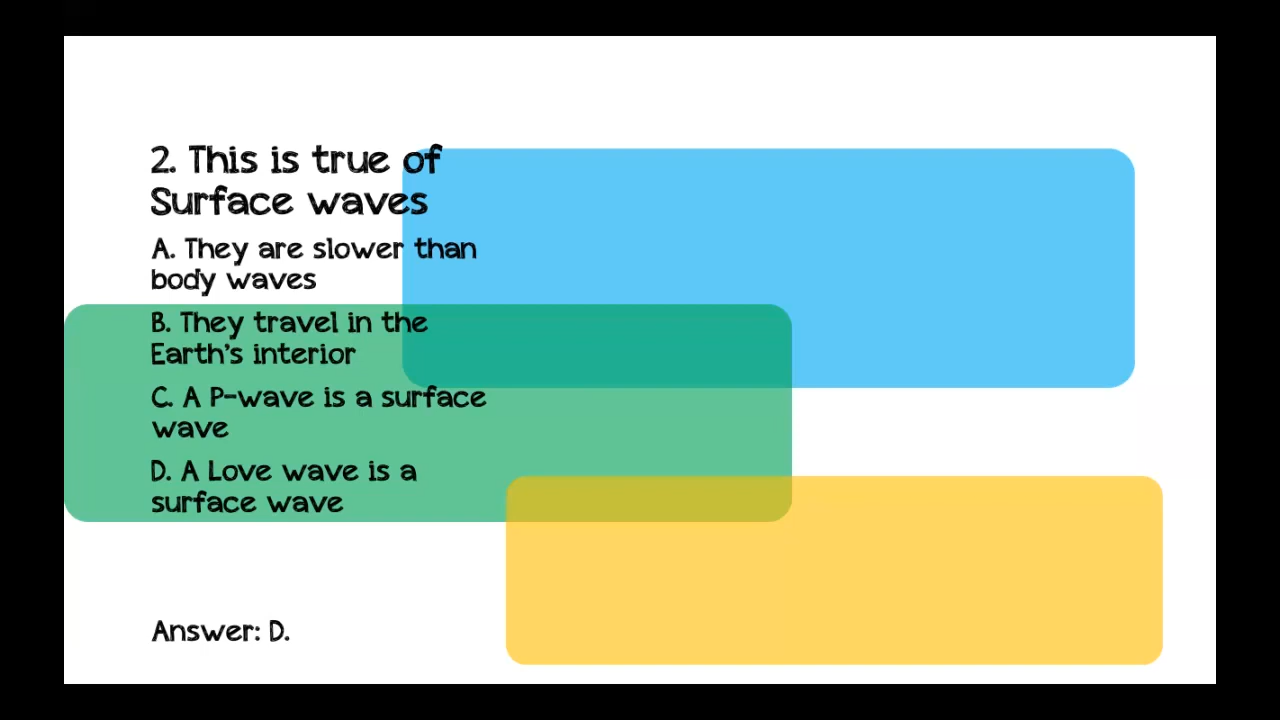 2. This is true of
Surface waves
A. They are slower than
body waves
B. They travel in the
Earth's interior
C. A P-wave is a surface
wave
D. A Love wave is a
surface wave
Answer: D.